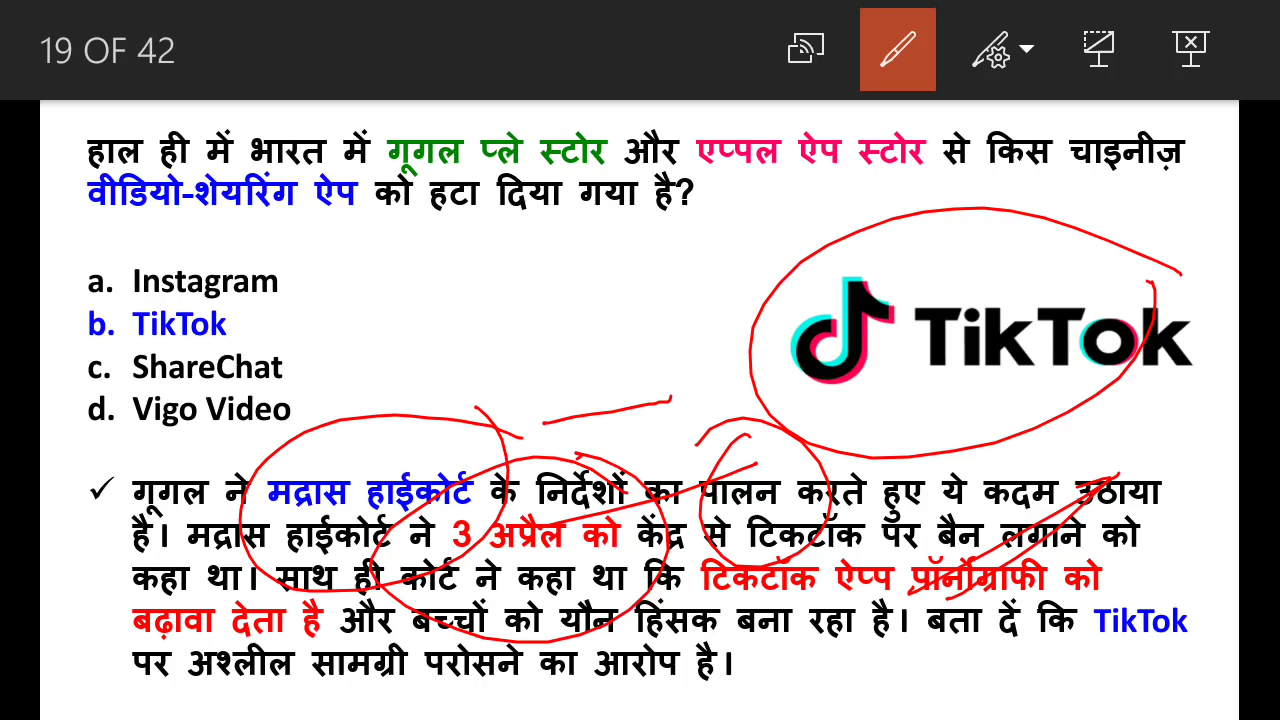 19 OF 42
हाल ही में भारत में गूगल प्ले स्टोर और एप्पल ऐप स्टोर से किस चाइनीज़
वीडियो-शेयरिंग ऐप को हटा दिया गया है?
a. Instagram
b. TikTok
c. ShareChat
d. Vigo Video
TikTok
✓ गूगल ने मद्रास हाईकोर्ट के निर्देशों का पालन करते हुए ये कदम उठाया
है। मद्रास हाईकोर्ट ने 3 अप्रैल को केंद्र से टिकटॉक पर बैन लगाने को
कहा था। साथ ही कोर्ट ने कहा था कि टिकटॉक ऐप्प पॉर्नोग्राफी को
बढ़ावा देता है और बच्चों को यौन हिंसक बना रहा है। बता दें कि TikTok
पर अश्लील सामग्री परोसने का आरोप है।